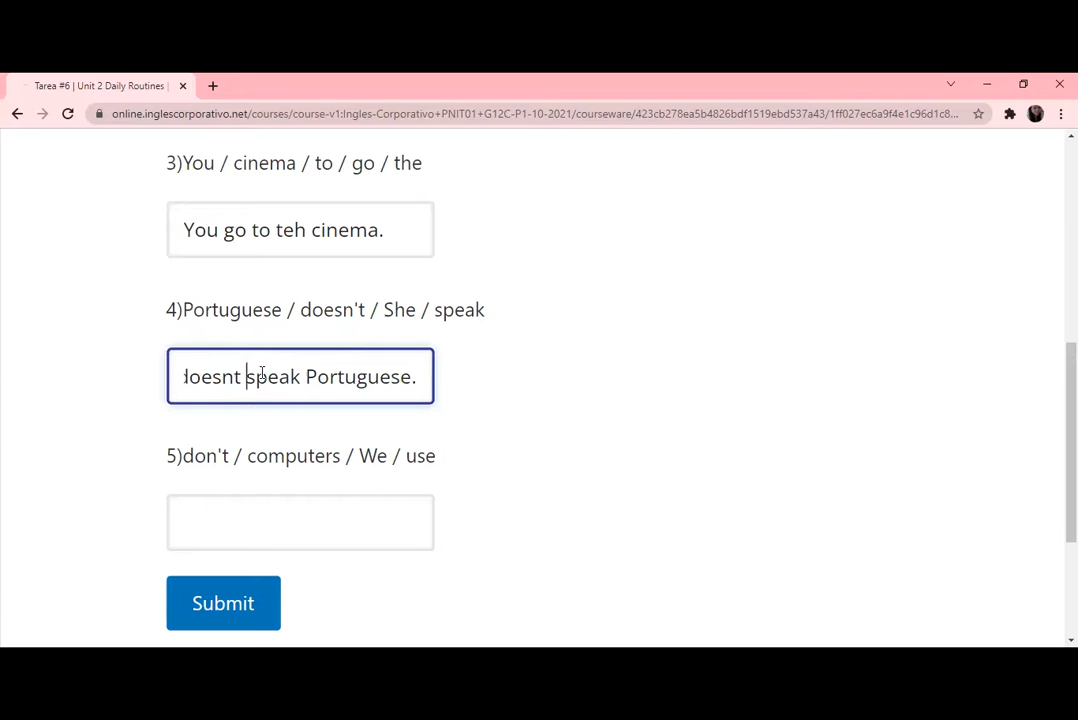 Tarea #6 | Unit 2 Daily Routines |
online.inglescorporativo.net/courses/course-v1:Ingles-Corporativo+PNIT01+G12C-P1-10-2021/courseware/423cb278ea5b4826bdf1519ebd537a43/1ff027ec6a9f4e1c96d1c8...
3)You / cinema / to / go / the
You go to teh cinema.
4)Portuguese / doesn't / She / speak
doesnt speak Portuguese.
5)don't / computers / We / use
Submit